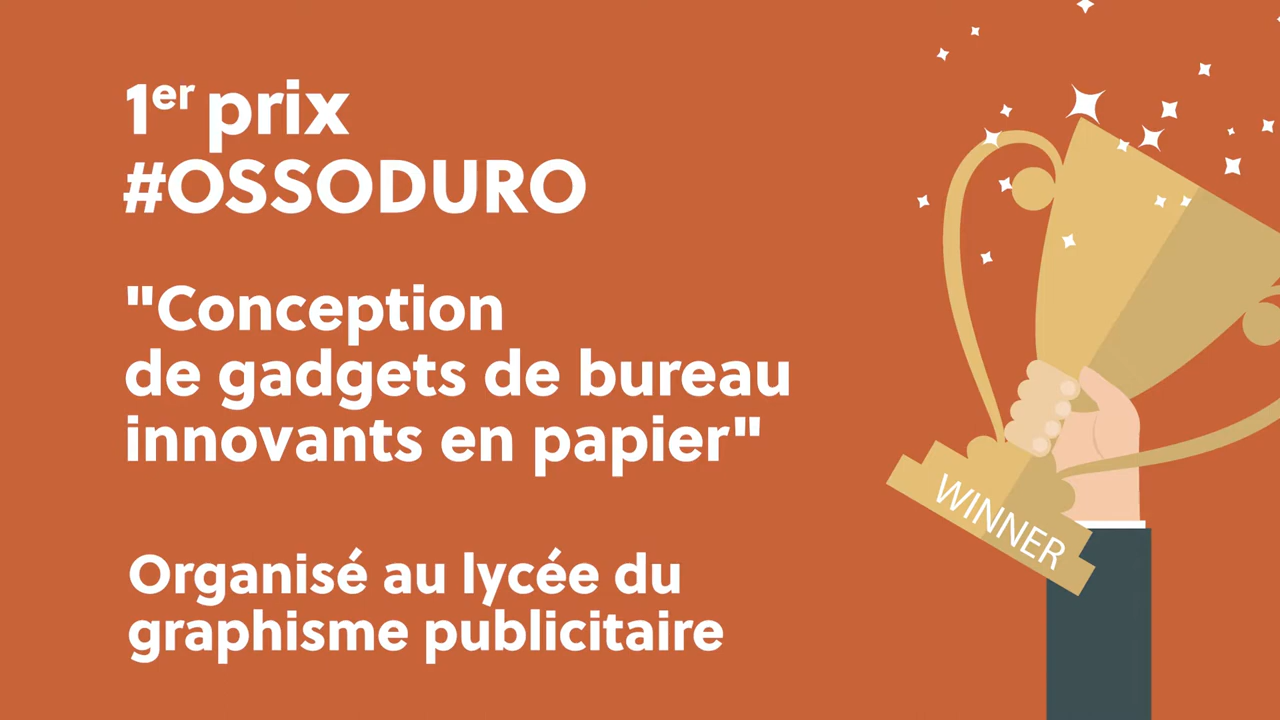 1er prix
#OSSODURO
"Conception
de gadgets de bureau
innovants en papier"
Organisé au lycée du
graphisme publicitaire
WINNER